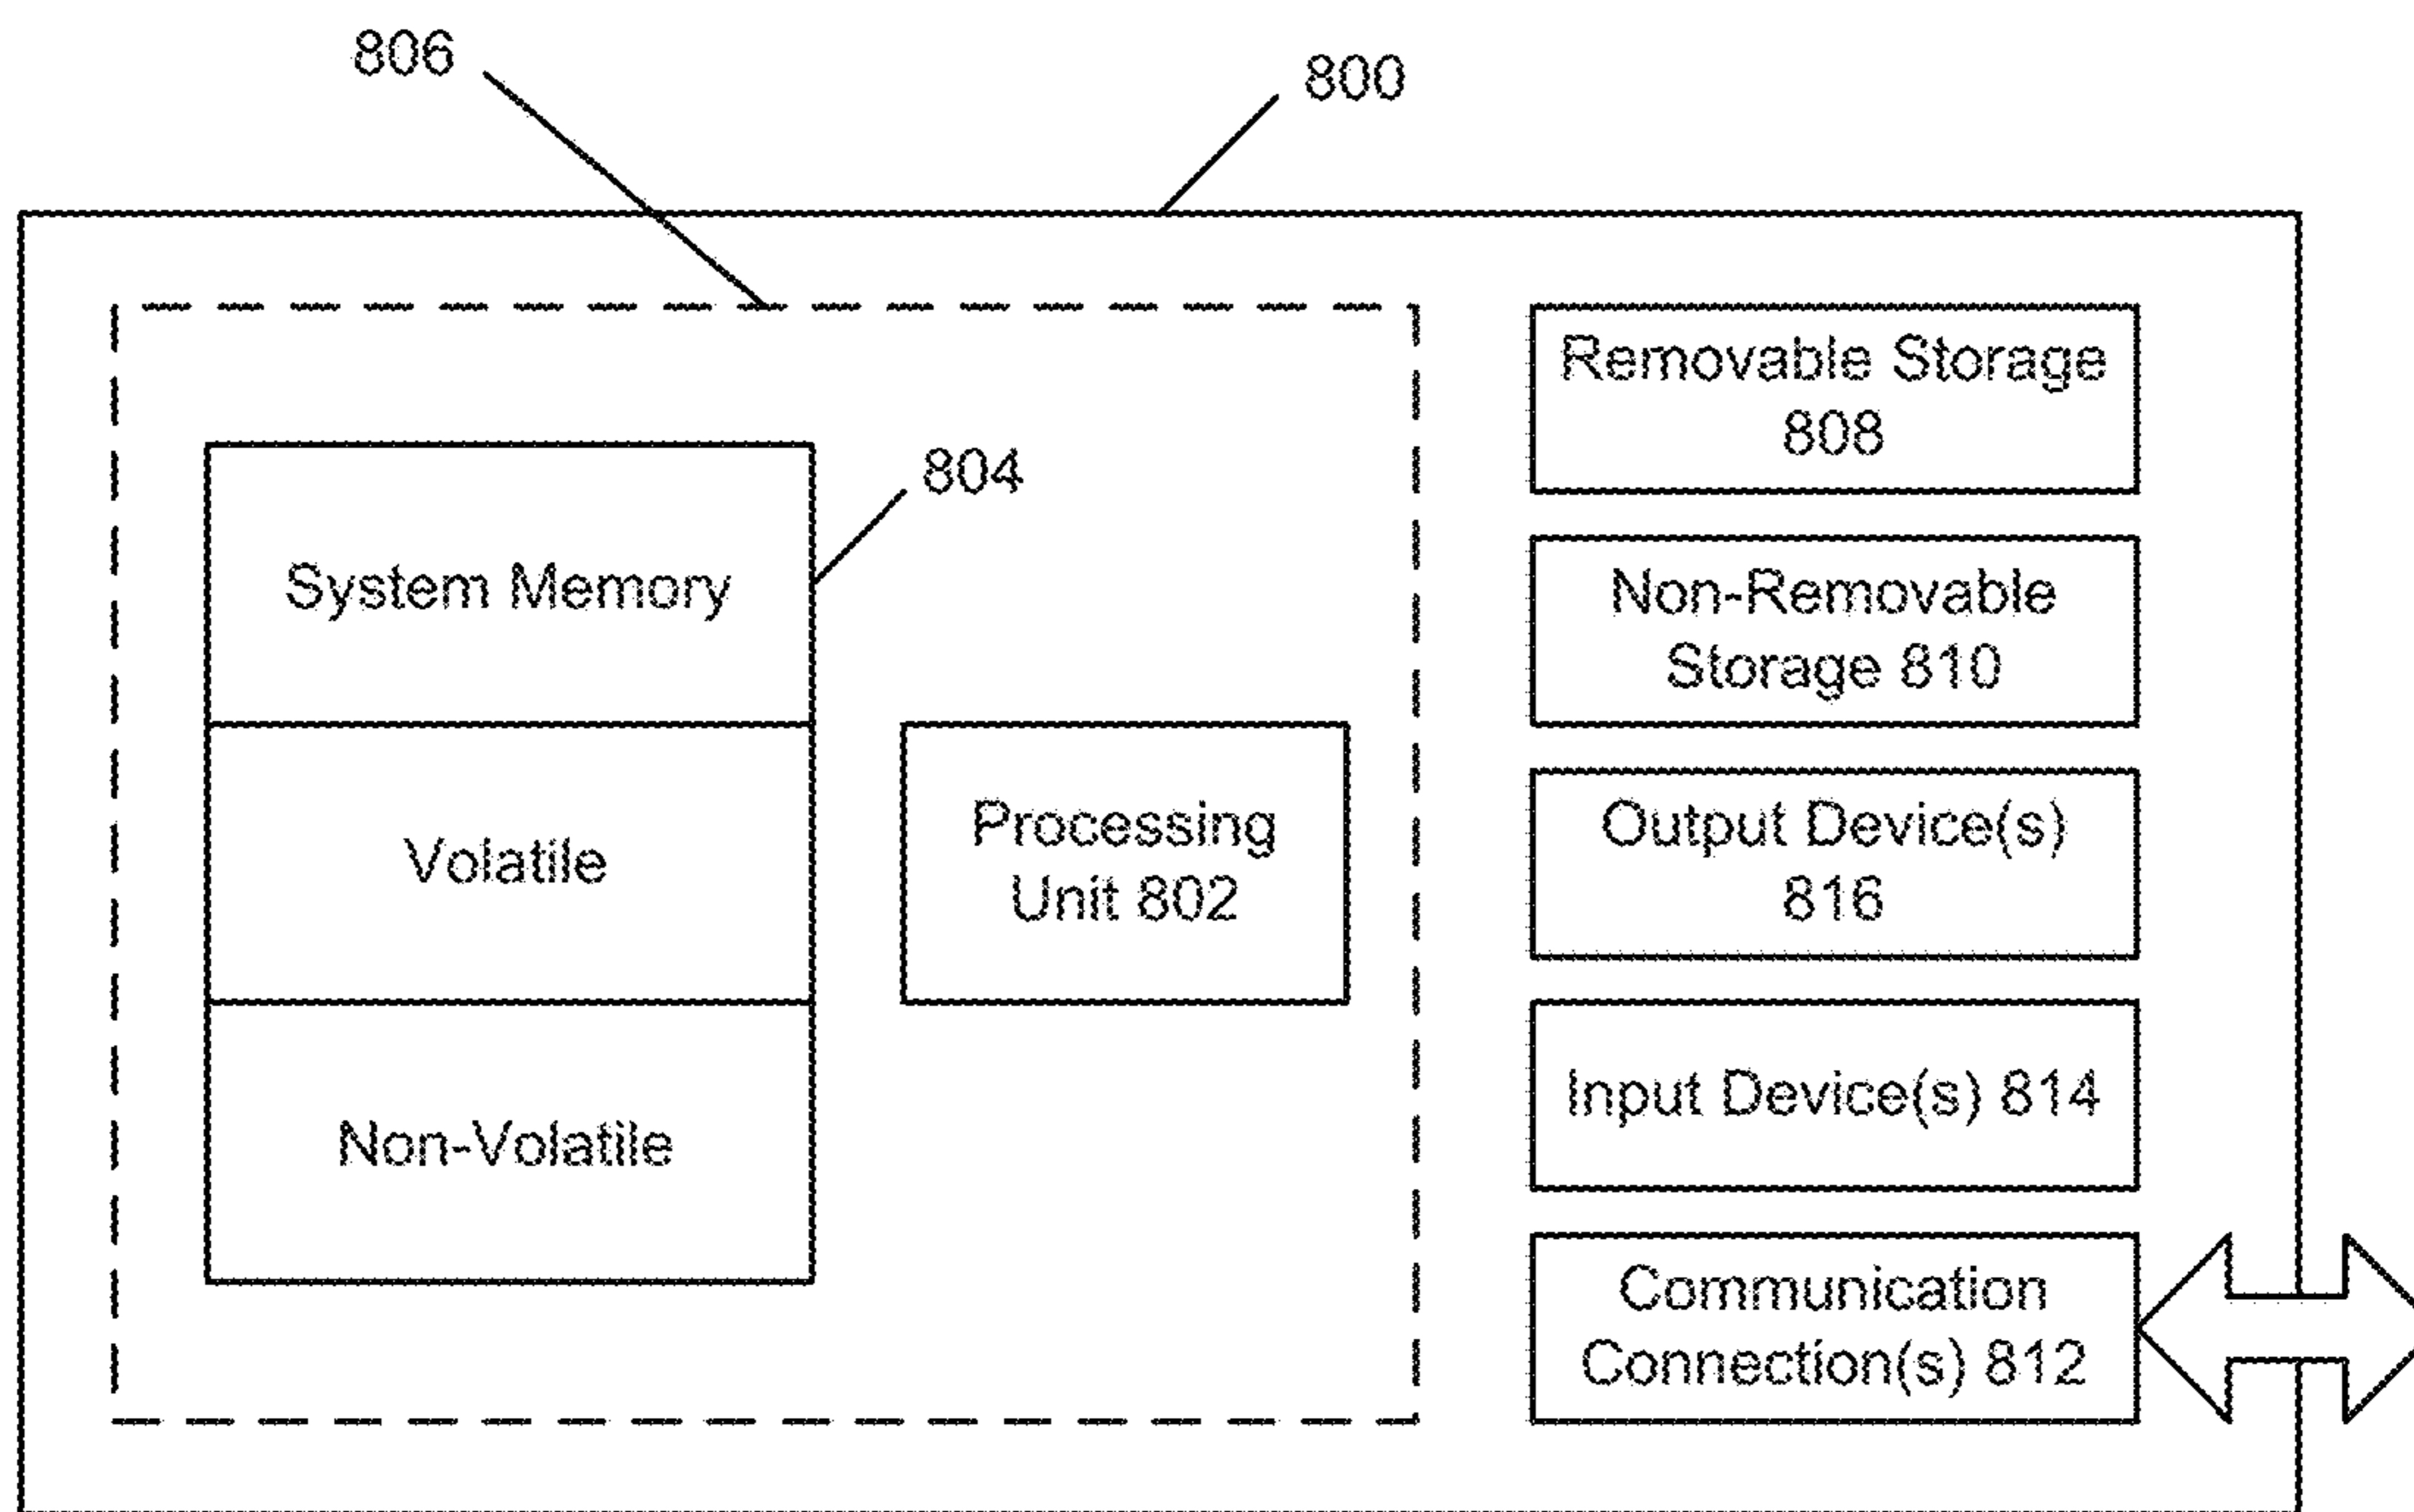 806
800
804
System Memory
Volatile
Non-Volatile
Processing
Unit 802
Removable Storage
808
Non-Removable
Storage 810
Output Device(s)
816
Input Device(s) 814
Communication
Connection(s) 812